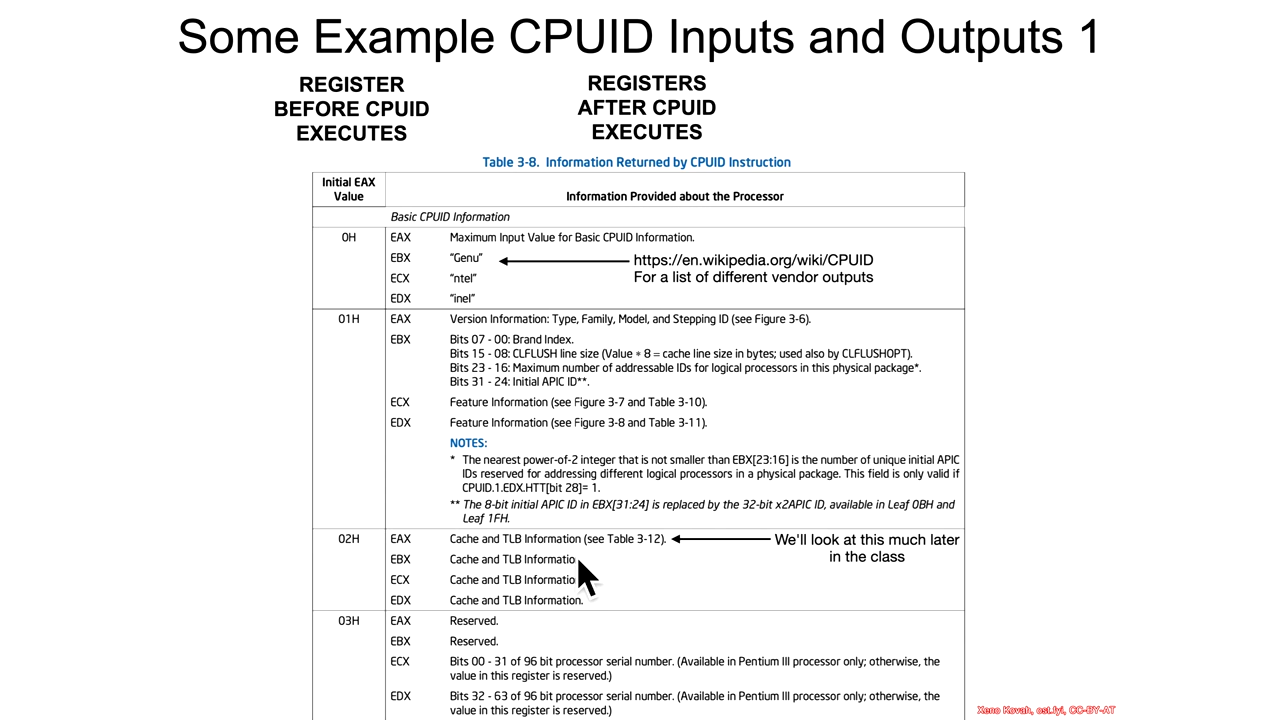 Some Example CPUID Inputs and Outputs 1
REGISTER
BEFORE CPUID
EXECUTES
REGISTERS
AFTER CPUID
EXECUTES
Table 3-8. Information Returned by CPUID Instruction
Initial EAX
Value
Information Provided about the Processor
Basic CPUID Information
0H
EAX Maximum Input Value for Basic CPUID Information.
EBX “Genu”
https://en.wikipedia.org/wiki/CPUID
For a list of different vendor outputs
ECX “ntel”
EDX “ineI”
01H
EAX Version Information: Type, Family, Model, and Stepping ID (see Figure 3-6).
EBX Bits 07 - 00: Brand Index.
Bits 15 - 08: CLFLUSH line size (Value * 8 = cache line size in bytes; used also by CLFLUSHOPT).
Bits 23 - 16: Maximum number of addressable IDs for logical processors in this physical package*.
Bits 31 - 24: Initial APIC ID**.
ECX Feature Information (see Figure 3-7 and Table 3-10).
EDX Feature Information (see Figure 3-8 and Table 3-11).
NOTES:
* The nearest power-of-2 integer that is not smaller than EBX[23:16] is the number of unique initial APIC
IDs reserved for addressing different logical processors in a physical package. This field is only valid if
CPUID.1.EDX.HTT[bit 28]= 1.
** The 8-bit initial APIC ID in EBX[31:24] is replaced by the 32-bit x2APIC ID, available in Leaf 0BH and
Leaf 1FH.
02H
EAX Cache and TLB Information (see Table 3-12).
We'll look at this much later
in the class
EBX Cache and TLB Informatio
ECX Cache and TLB Informatio
EDX Cache and TLB Information.
03H
EAX Reserved.
EBX Reserved.
ECX Bits 00 - 31 of 96 bit processor serial number. (Available in Pentium III processor only; otherwise, the
value in this register is reserved.)
EDX Bits 32 - 63 of 96 bit processor serial number. (Available in Pentium III processor only; otherwise, the
value in this register is reserved.)
Xeno Kovah, ost.fyi, CC-BY-AT